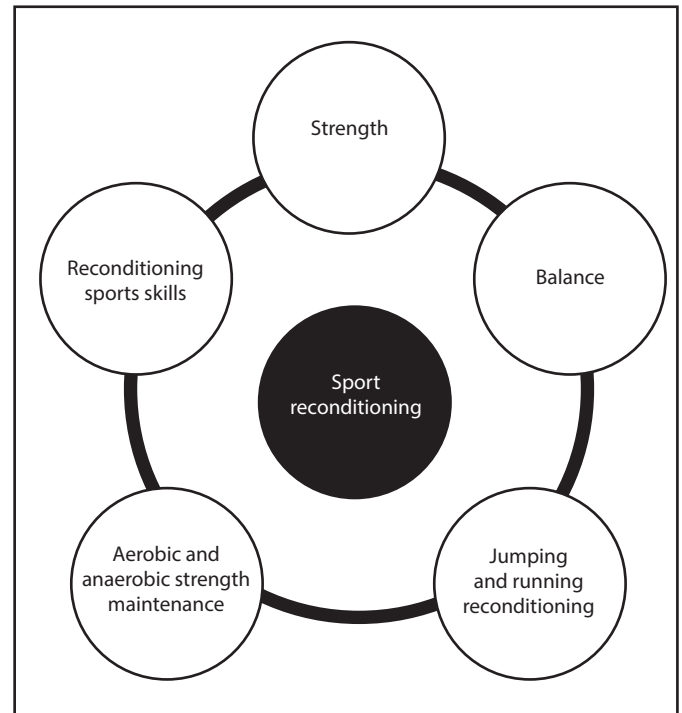 Strength
Balance
Reconditioning
sports skills
Sport
reconditioning
Aerobic and
anaerobic strength
maintenance
Jumping
and running
reconditioning